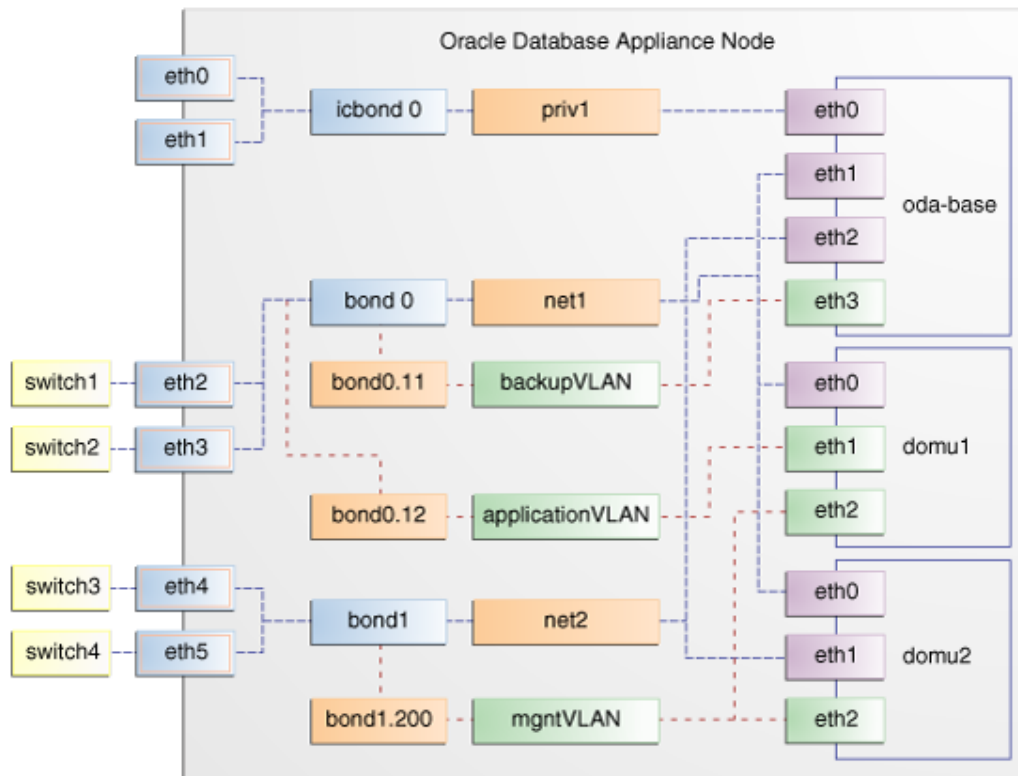 Oracle Database Appliance Node
eth0
eth1
icbond 0
priv1
eth0
eth1
eth2
eth3
oda-base
bond 0
net1
switch1
eth2
bond0.11
backupVLAN
eth0
switch2
eth3
eth1
domu1
bond0.12
applicationVLAN
eth2
switch3
eth4
eth0
bond1
net2
switch4
eth5
eth1
domu2
bond1.200
mgntVLAN
eth2